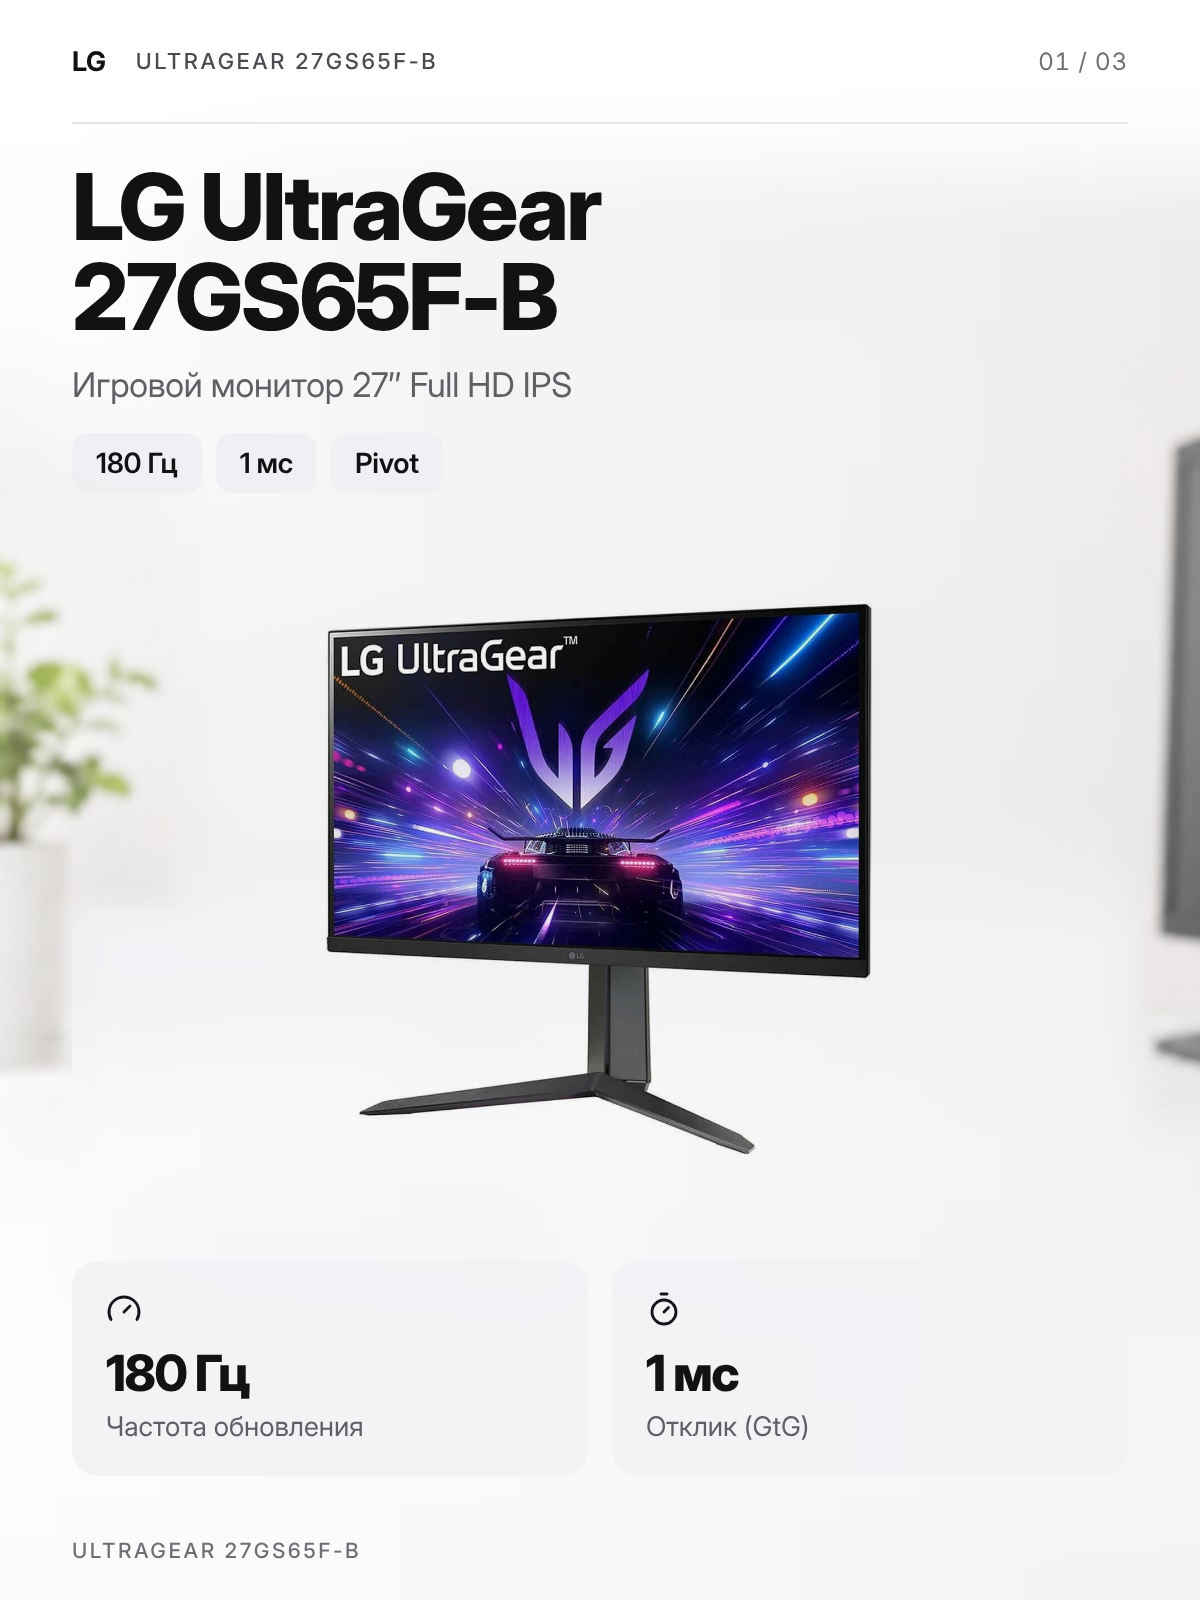 LG ULTRAGEAR 27GS65F-B 01 / 03
LG UltraGear
27GS65F-B
Игровой монитор 27″ Full HD IPS
180 Гц 1 мс Pivot
LG UltraGear™
LG
180 Гц
Частота обновления
1 мс
Отклик (GtG)
ULTRAGEAR 27GS65F-B